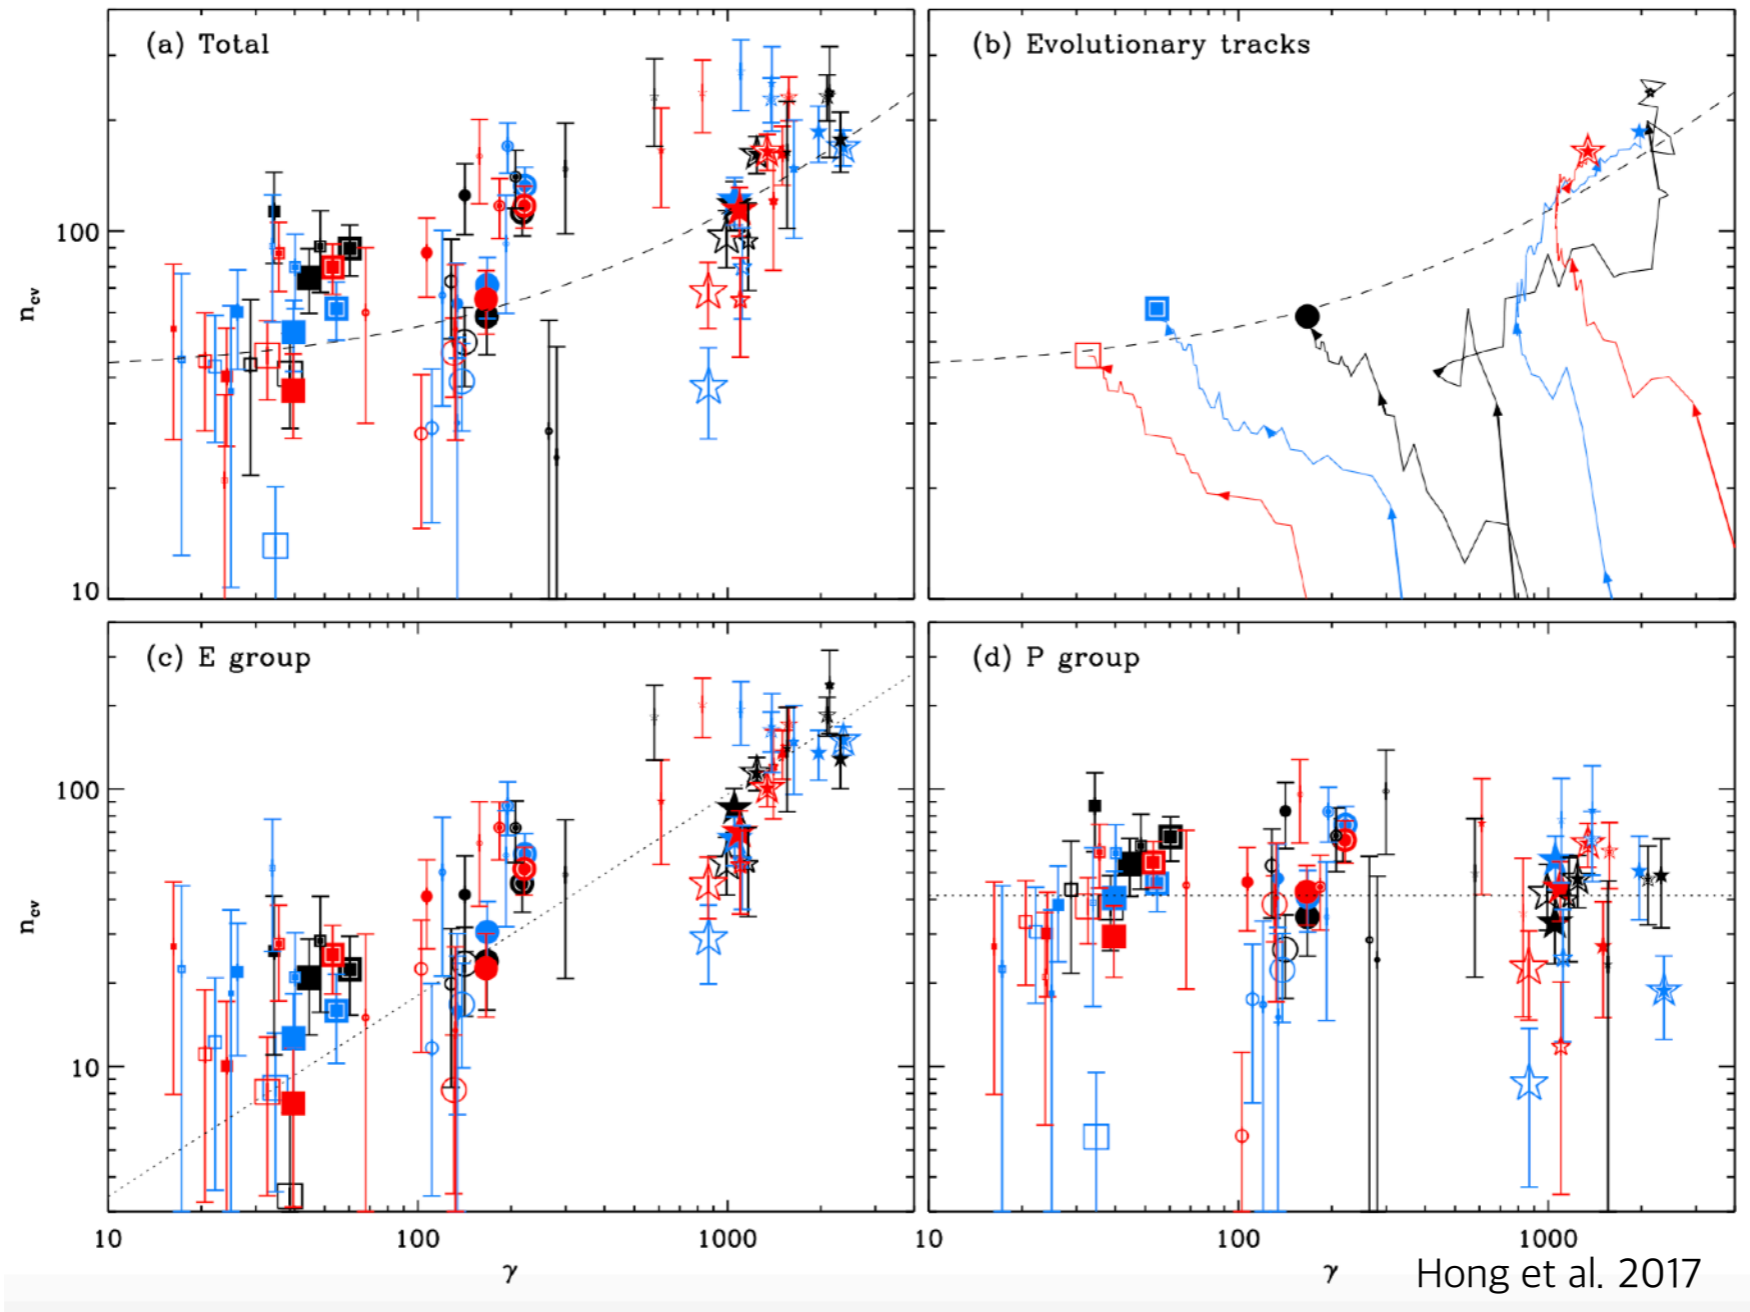 (a) Total
(b) Evolutionary tracks
100
n_cv
10
(c) E group
(d) P group
100
n_cv
10
10
100
1000
10
100
1000
γ
γ
Hong et al. 2017